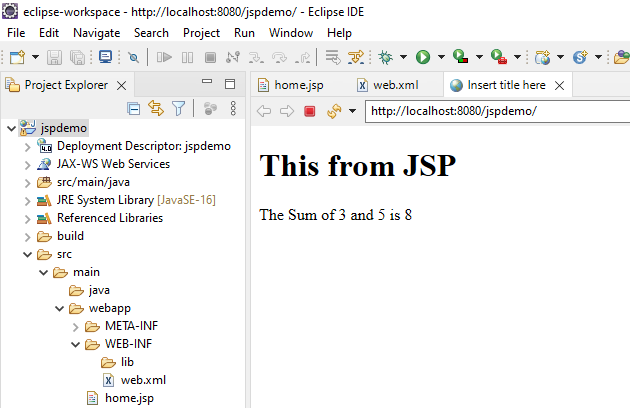 eclipse-workspace - http://localhost:8080/jspdemo/ - Eclipse IDE
File Edit Navigate Search Project Run Window Help
Project Explorer
jspdemo
Deployment Descriptor: jspdemo
JAX-WS Web Services
src/main/java
JRE System Library [JavaSE-16]
Referenced Libraries
build
src
main
java
webapp
META-INF
WEB-INF
lib
web.xml
home.jsp
home.jsp web.xml Insert title here
http://localhost:8080/jspdemo/
This from JSP
The Sum of 3 and 5 is 8